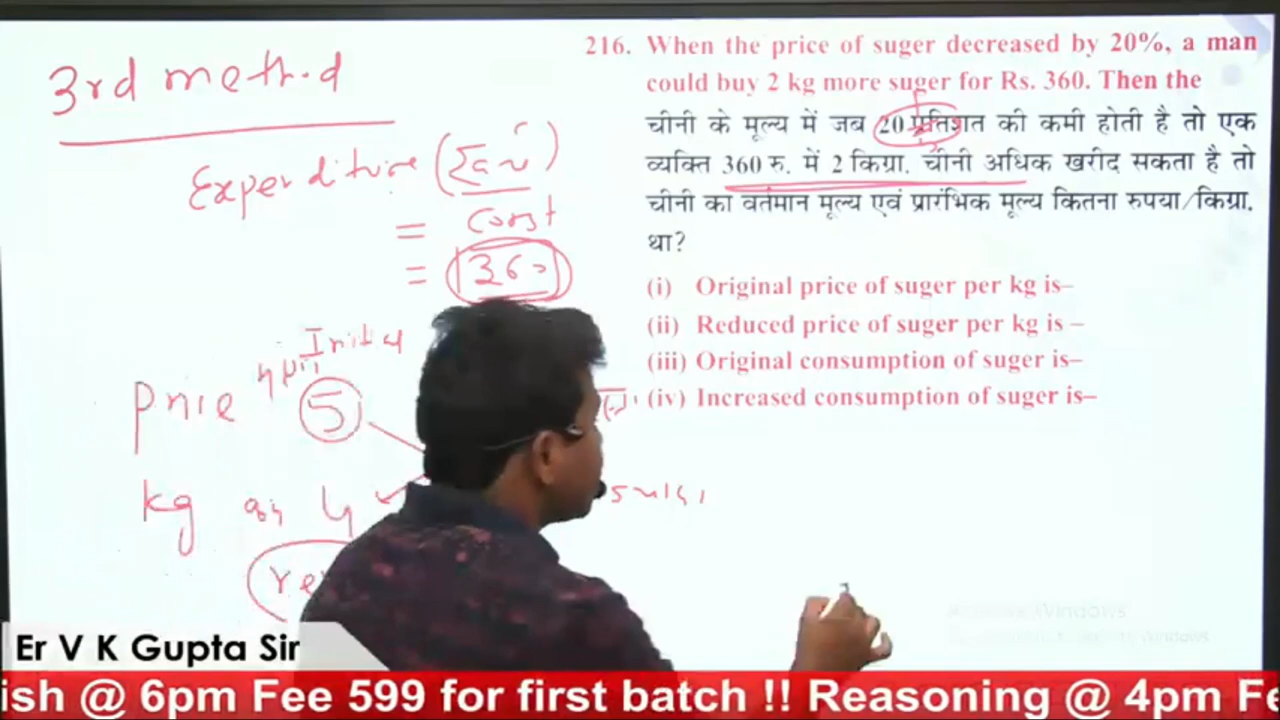 3rd method
Expenditure (
= Const
= 360
Initial
Price
5
kg
4
216. When the price of suger decreased by 20%, a man
could buy 2 kg more suger for Rs. 360. Then the
चीनी के मूल्य में जब 20 प्रतिशत की कमी होती है तो एक
व्यक्ति 360 रु. में 2 किग्रा. चीनी अधिक खरीद सकता है तो
चीनी का वर्तमान मूल्य एवं प्रारंभिक मूल्य कितना रुपया/किग्रा.
था?
(i) Original price of suger per kg is–
(ii) Reduced price of suger per kg is –
(iii) Original consumption of suger is–
(iv) Increased consumption of suger is–
Er V K Gupta Sir
ish @ 6pm Fee 599 for first batch !! Reasoning @ 4pm Fe